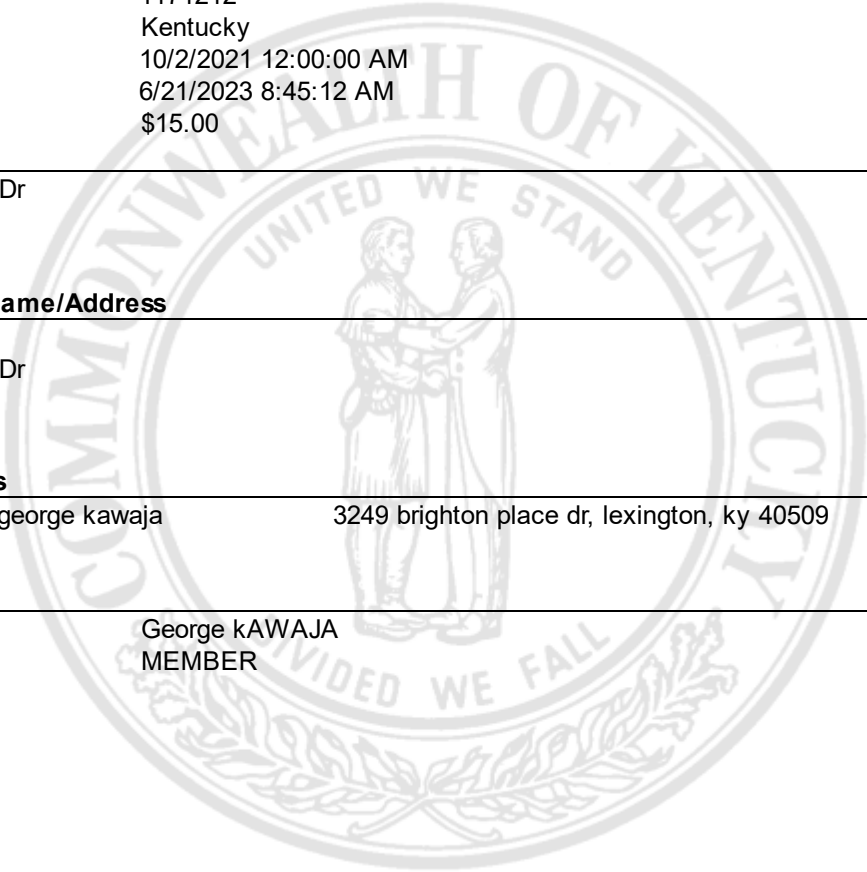 Kentucky
10/2/2021 12:00:00 AM
6/21/2023 8:45:12 AM
$15.00
Dr
ame/Address
Dr
s
george kawaja 3249 brighton place dr, lexington, ky 40509
George kAWAJA
MEMBER
COMMONWEALTH OF KENTUCKY
UNITED WE STAND
DIVIDED WE FALL